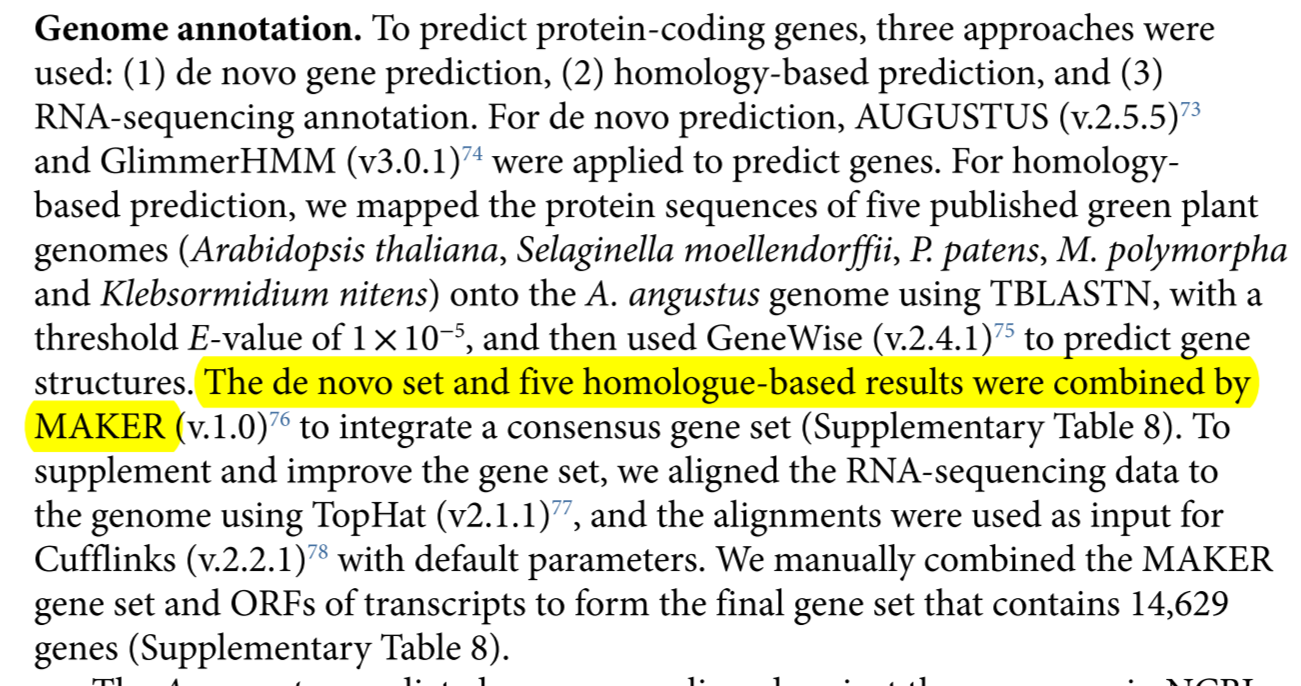 Genome annotation. To predict protein-coding genes, three approaches were
used: (1) de novo gene prediction, (2) homology-based prediction, and (3)
RNA-sequencing annotation. For de novo prediction, AUGUSTUS (v.2.5.5)73
and GlimmerHMM (v3.0.1)74 were applied to predict genes. For homology-
based prediction, we mapped the protein sequences of five published green plant
genomes (Arabidopsis thaliana, Selaginella moellendorffii, P. patens, M. polymorpha
and Klebsormidium nitens) onto the A. angustus genome using TBLASTN, with a
threshold E-value of 1 × 10−5, and then used GeneWise (v.2.4.1)75 to predict gene
structures. The de novo set and five homologue-based results were combined by
MAKER (v.1.0)76 to integrate a consensus gene set (Supplementary Table 8). To
supplement and improve the gene set, we aligned the RNA-sequencing data to
the genome using TopHat (v2.1.1)77, and the alignments were used as input for
Cufflinks (v.2.2.1)78 with default parameters. We manually combined the MAKER
gene set and ORFs of transcripts to form the final gene set that contains 14,629
genes (Supplementary Table 8).